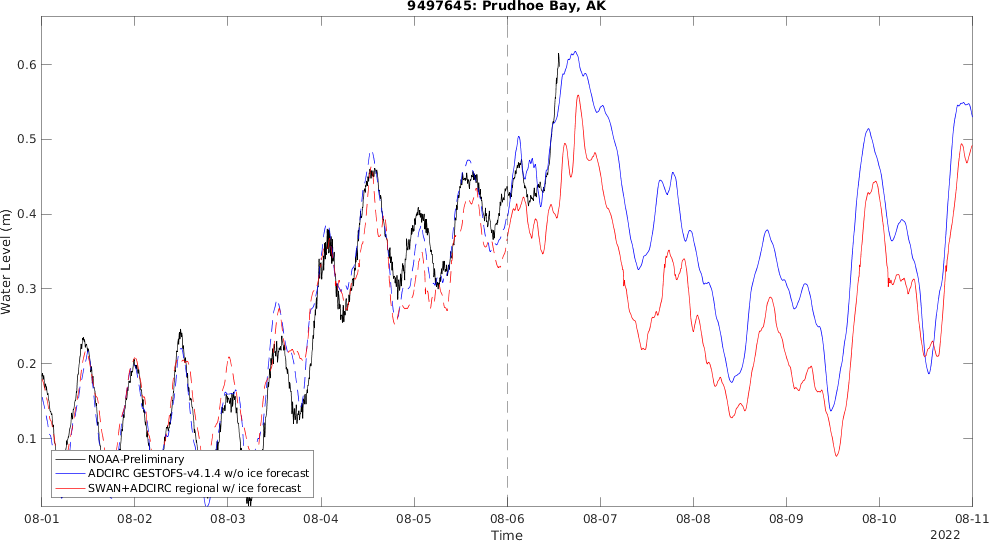 9497645: Prudhoe Bay, AK
Water Level (m)
0.6
0.5
0.4
0.3
0.2
0.1
NOAA-Preliminary
ADCIRC GESTOFS-v4.1.4 w/o ice forecast
SWAN+ADCIRC regional w/ ice forecast
08-01 08-02 08-03 08-04 08-05 08-06 08-07 08-08 08-09 08-10 08-11
Time
2022